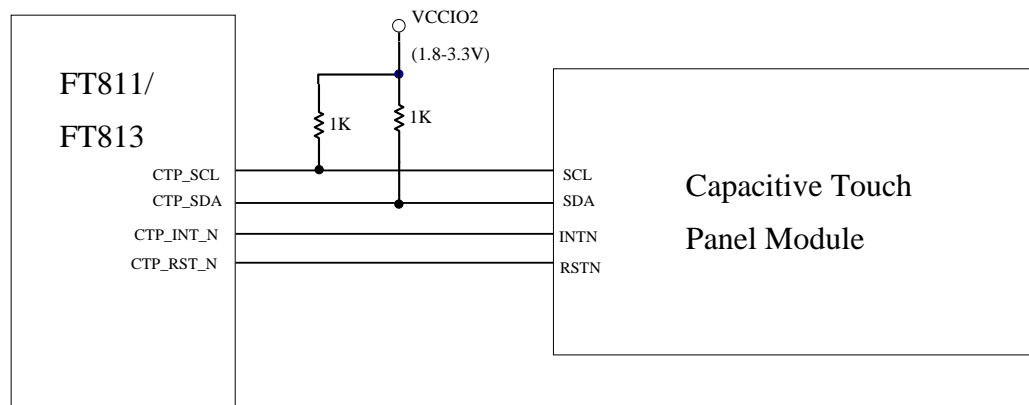 VCCIO2
(1.8-3.3V)
FT811/
FT813
1K
1K
CTP_SCL
CTP_SDA
CTP_INT_N
CTP_RST_N
SCL
SDA
INTN
RSTN
Capacitive Touch
Panel Module